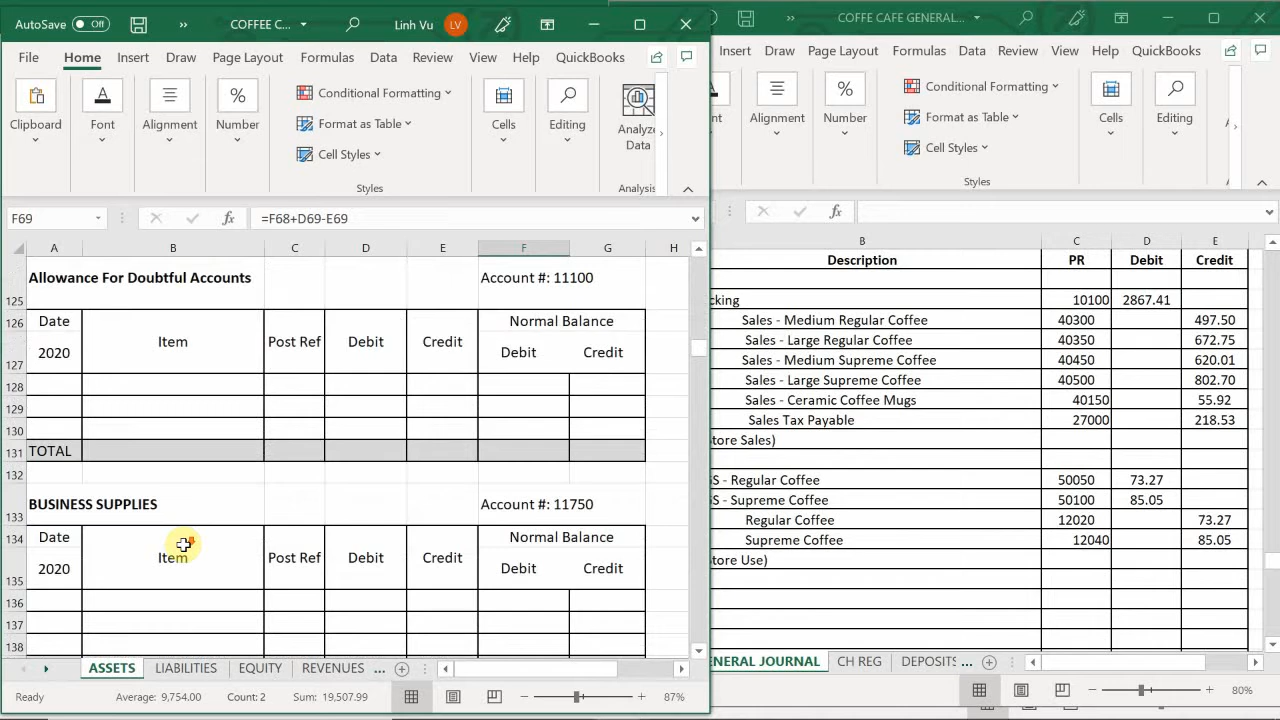 AutoSave Off COFFEE C... Linh Vu LV
File Home Insert Draw Page Layout Formulas Data Review View Help QuickBooks
Clipboard Font Alignment Number Conditional Formatting Format as Table Cell Styles Styles Cells Editing Analyze Data Analysis
F69 fx =F68+D69-E69
A B C D E F G H
Allowance For Doubtful Accounts Account #: 11100
125
126 Date Item Post Ref Debit Credit Normal Balance
127 2020 Debit Credit
128
129
130
131 TOTAL
132
133 BUSINESS SUPPLIES Account #: 11750
134 Date Item Post Ref Debit Credit Normal Balance
135 2020 Debit Credit
136
137
138
ASSETS LIABILITIES EQUITY REVENUES ...
Ready Average: 9,754.00 Count: 2 Sum: 19,507.99 87%
COFFE CAFE GENERAL...
Insert Draw Page Layout Formulas Data Review View Help QuickBooks
Alignment Number Conditional Formatting Format as Table Cell Styles Styles Cells Editing
fx
B C D E
Description PR Debit Credit
cking 10100 2867.41
Sales - Medium Regular Coffee 40300 497.50
Sales - Large Regular Coffee 40350 672.75
Sales - Medium Supreme Coffee 40450 620.01
Sales - Large Supreme Coffee 40500 802.70
Sales - Ceramic Coffee Mugs 40150 55.92
Sales Tax Payable 27000 218.53
tore Sales)
S - Regular Coffee 50050 73.27
S - Supreme Coffee 50100 85.05
Regular Coffee 12020 73.27
Supreme Coffee 12040 85.05
tore Use)
ENERAL JOURNAL CH REG DEPOSITS ...
80%